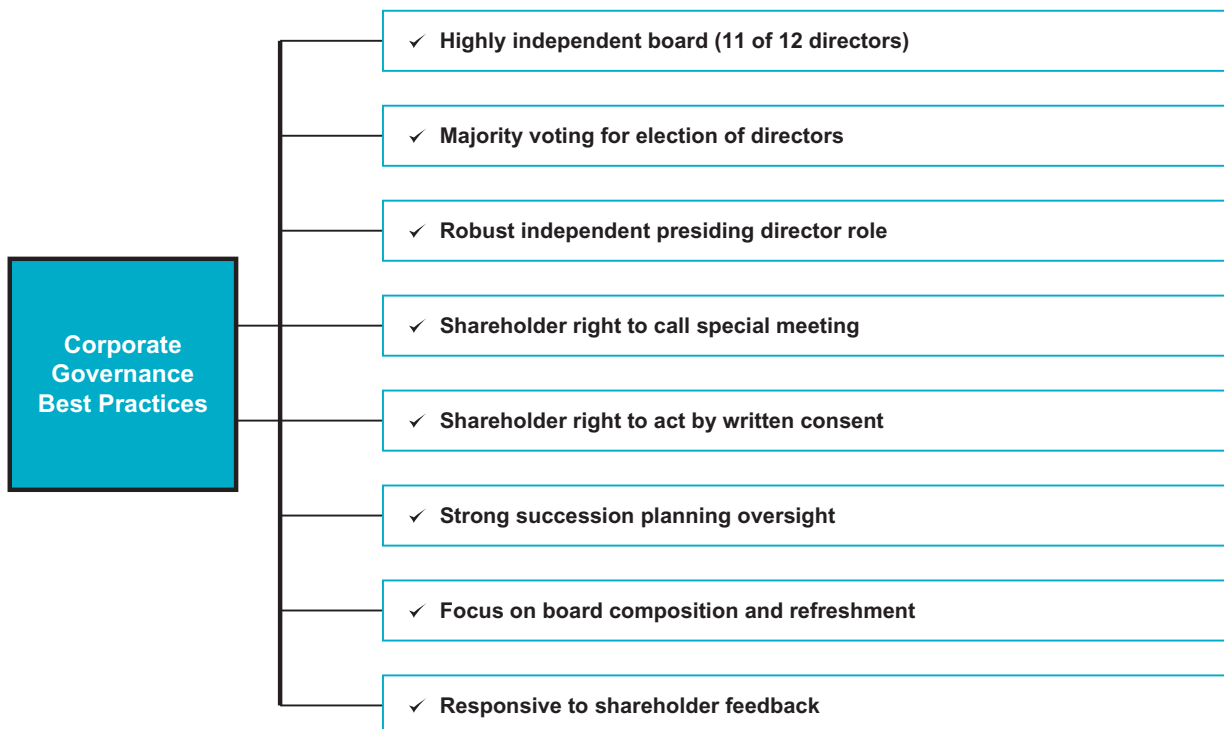 ✓ Highly independent board (11 of 12 directors)
✓ Majority voting for election of directors
✓ Robust independent presiding director role
✓ Shareholder right to call special meeting
Corporate
Governance
Best Practices
✓ Shareholder right to act by written consent
✓ Strong succession planning oversight
✓ Focus on board composition and refreshment
✓ Responsive to shareholder feedback